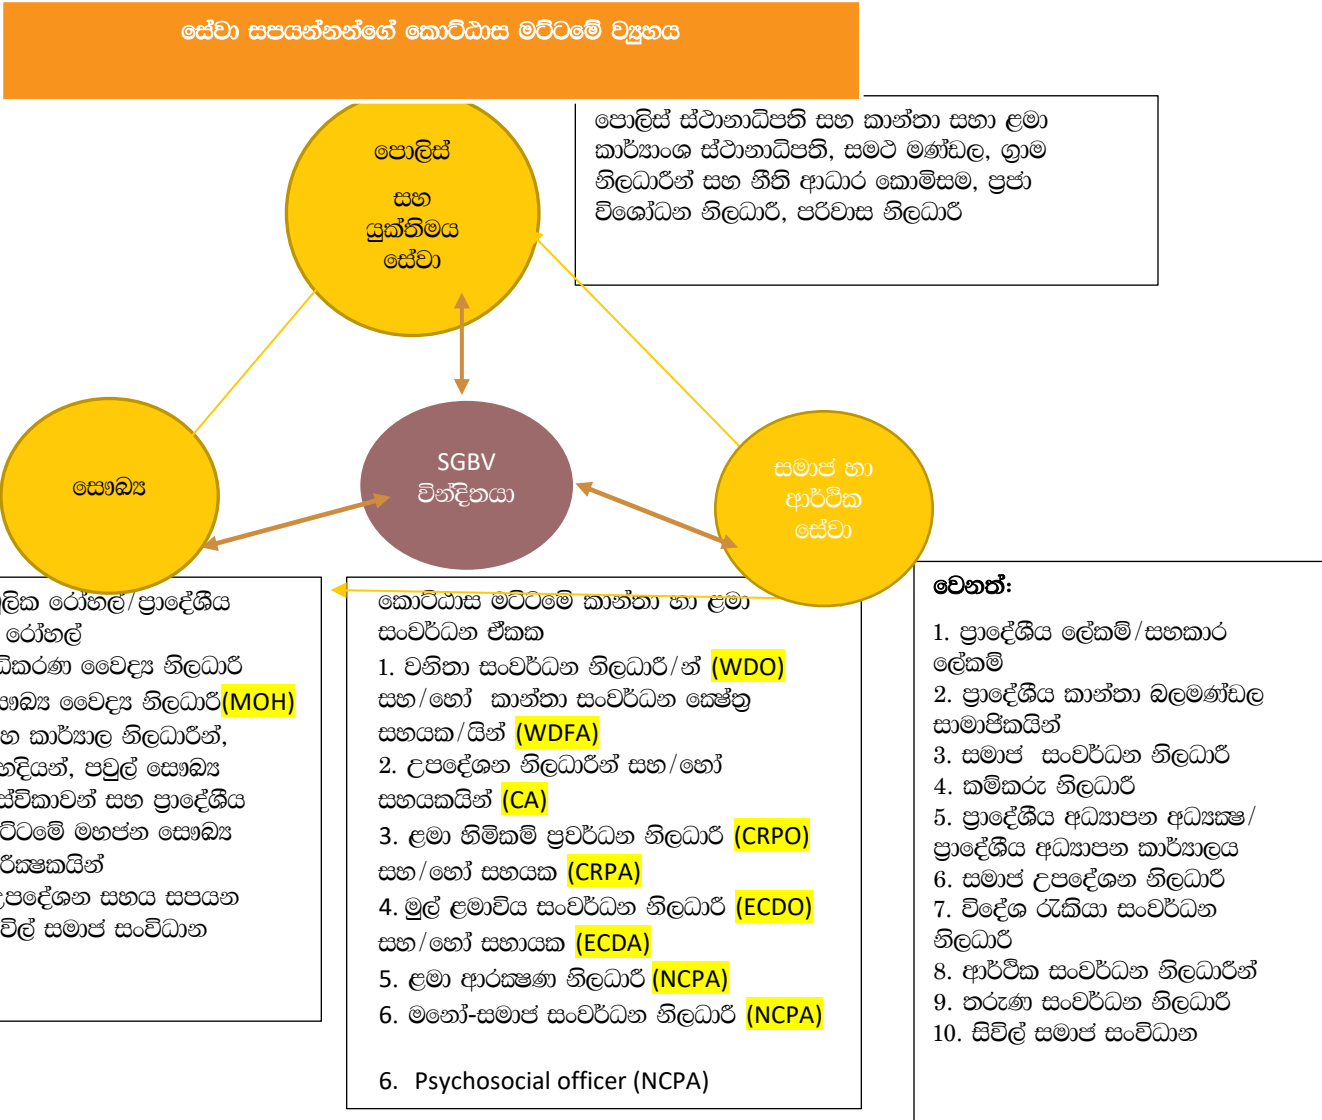 සේවා සපයන්නන්ගේ කොට්ඨාස මට්ටමේ ව්‍යුහය
පොලිස්
සහ
යුක්තිමය
සේවා
පොලිස් ස්ථානාධිපති සහ කාන්තා සහා ළමා
කාර්යාංශ ස්ථානාධිපති, සමථ මණ්ඩල, ග්‍රාම
නිලධාරීන් සහ නීති ආධාර කොමිසම, ප්‍රජා
විශෝධන නිලධාරී, පරිවාස නිලධාරී
සෞඛ්‍ය
SGBV
වින්දිතයා
සමාජ හා
ආර්ථික
සේවා
රෝහල්/ප්‍රාදේශීය
රෝහල්
වෛද්‍ය නිලධාරී
වෛද්‍ය නිලධාරී(MOH)
කාර්යාල නිලධාරීන්,
පවුල් සෞඛ්‍ය
සහ ප්‍රාදේශීය
මහජන සෞඛ්‍ය
සහය සපයන
සමාජ සංවිධාන
කොට්ඨාස මට්ටමේ කාන්තා හා ළමා
සංවර්ධන ඒකක
1. වනිතා සංවර්ධන නිලධාරී/න් (WDO)
සහ/හෝ කාන්තා සංවර්ධන ක්ෂේත්‍ර
සහයක/යින් (WDFA)
2. උපදේශන නිලධාරීන් සහ/හෝ
සහයකයින් (CA)
3. ළමා හිමිකම් ප්‍රවර්ධන නිලධාරී (CRPO)
සහ/හෝ සහයක (CRPA)
4. මුල් ළමාවිය සංවර්ධන නිලධාරී (ECDO)
සහ/හෝ සහායක (ECDA)
5. ළමා ආරක්ෂණ නිලධාරී (NCPA)
6. මනෝ-සමාජ සංවර්ධන නිලධාරී (NCPA)
6. Psychosocial officer (NCPA)
වෙනත්:
1. ප්‍රාදේශීය ලේකම්/සහකාර
ලේකම්
2. ප්‍රාදේශීය කාන්තා බලමණ්ඩල
සාමාජිකයින්
3. සමාජ සංවර්ධන නිලධාරී
4. කම්කරු නිලධාරී
5. ප්‍රාදේශීය අධ්‍යාපන අධ්‍යක්ෂ/
ප්‍රාදේශීය අධ්‍යාපන කාර්යාලය
6. සමාජ උපදේශන නිලධාරී
7. විදේශ රැකියා සංවර්ධන
නිලධාරී
8. ආර්ථික සංවර්ධන නිලධාරීන්
9. තරුණ සංවර්ධන නිලධාරී
10. සිවිල් සමාජ සංවිධාන